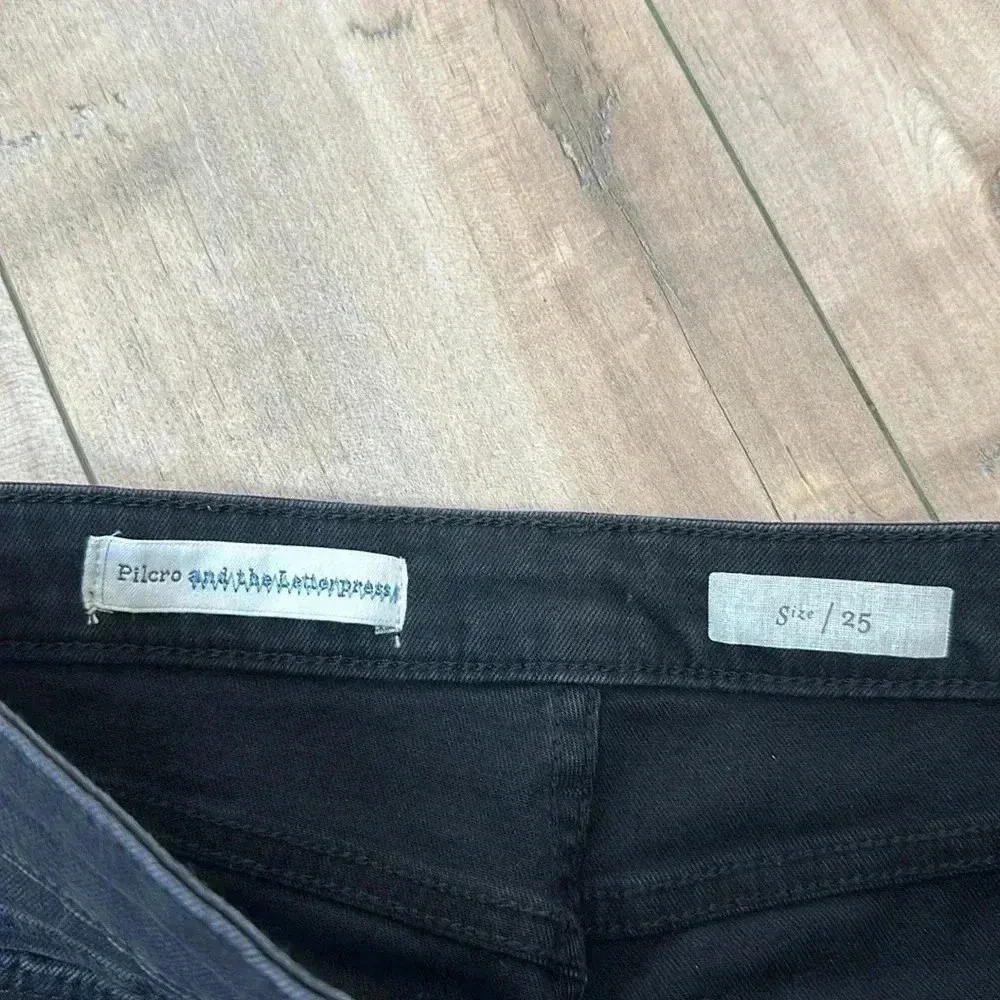 Pilcro and the Letterpress
Size / 25